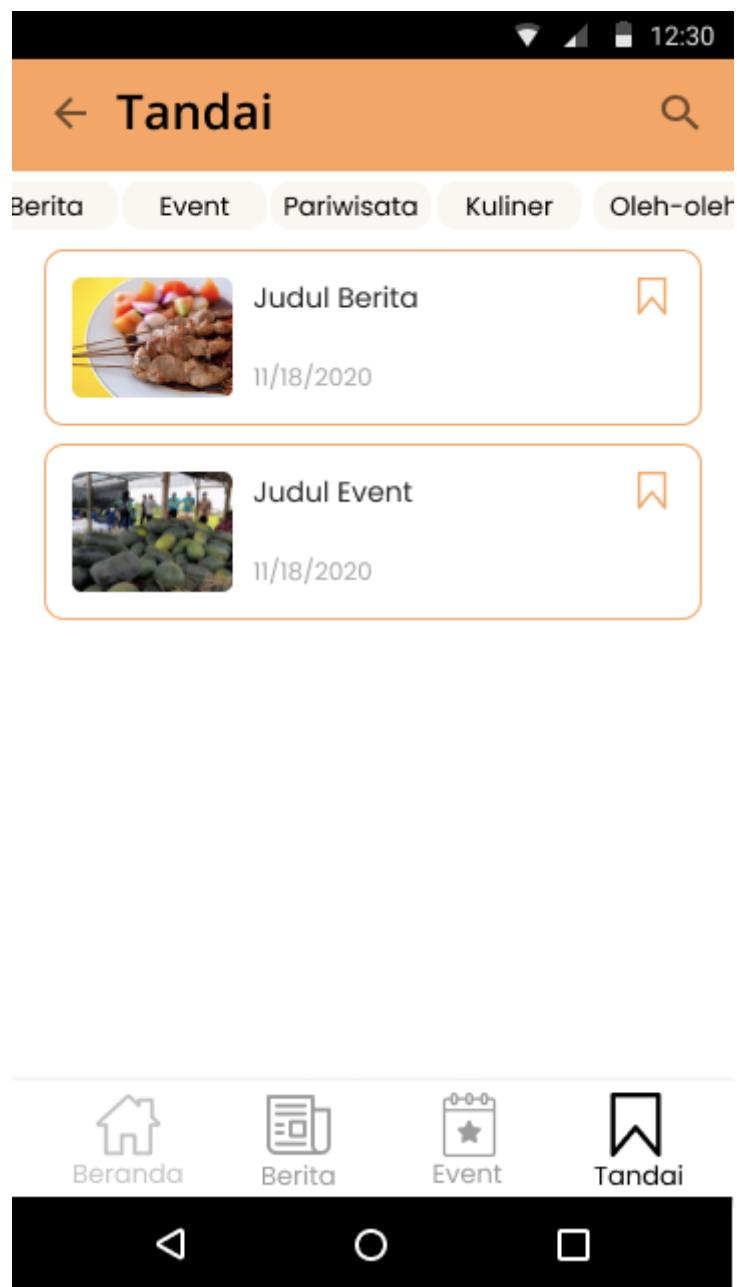 12:30
Tandai
Berita Event Pariwisata Kuliner Oleh-oleh
Judul Berita
11/18/2020
Judul Event
11/18/2020
Beranda Berita Event Tandai